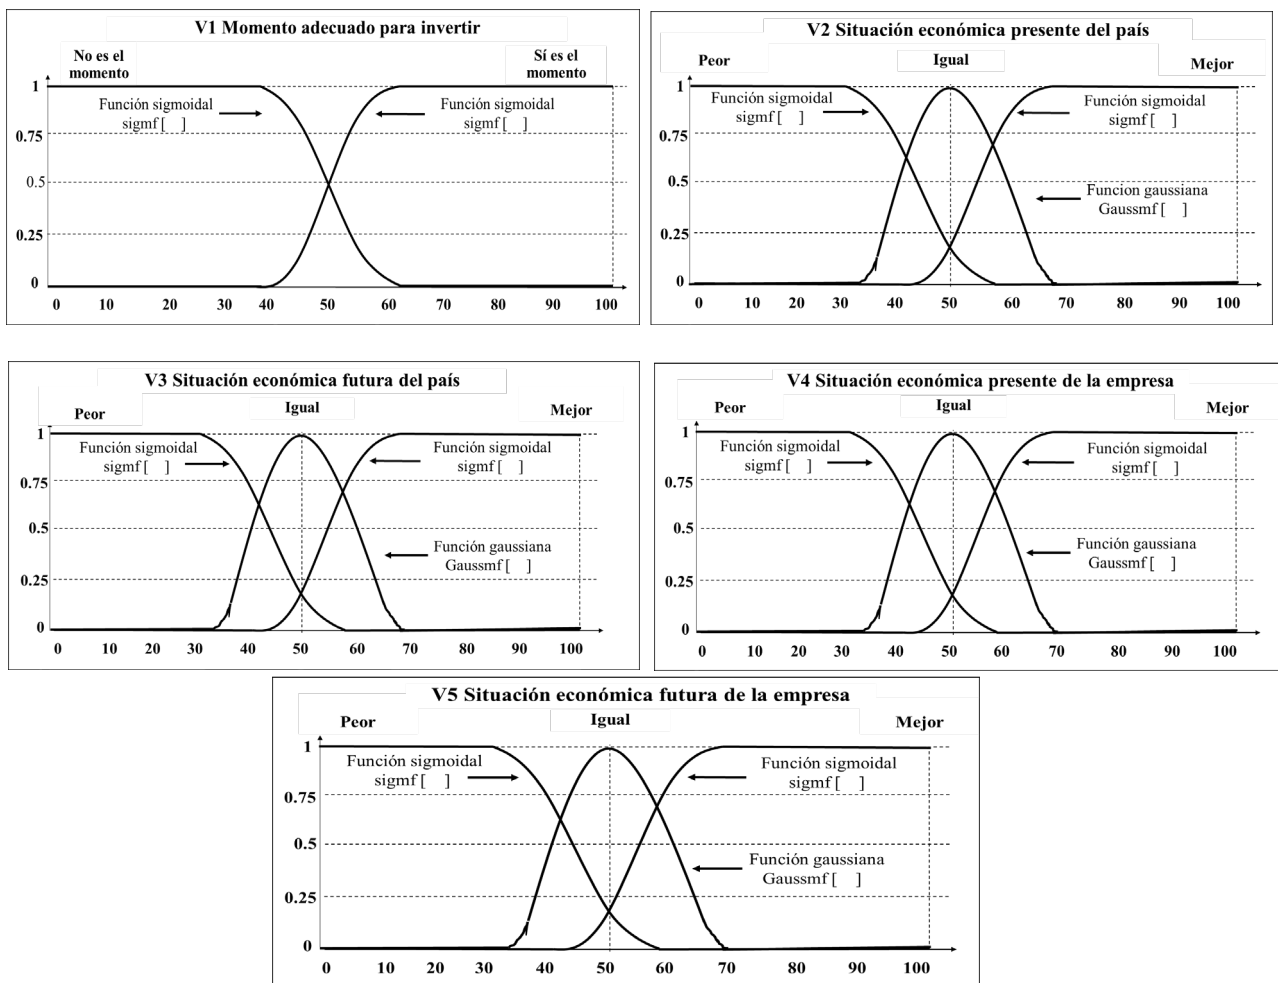 V1 Momento adecuado para invertir
No es el
momento
Sí es el
momento
1
Función sigmoidal
sigmf [ ]
Función sigmoidal
sigmf [ ]
0.75
0.5
0.25
0
0 10 20 30 40 50 60 70 80 90 100
V2 Situación económica presente del país
Peor
Igual
Mejor
1
Función sigmoidal
sigmf [ ]
Función sigmoidal
sigmf [ ]
0.75
0.5
Funcion gaussiana
Gaussmf [ ]
0.25
0
0 10 20 30 40 50 60 70 80 90 100
V3 Situación económica futura del país
Peor
Igual
Mejor
1
Función sigmoidal
sigmf [ ]
Función sigmoidal
sigmf [ ]
0.75
0.5
Función gaussiana
Gaussmf [ ]
0.25
0
0 10 20 30 40 50 60 70 80 90 100
V4 Situación económica presente de la empresa
Peor
Igual
Mejor
1
Función sigmoidal
sigmf [ ]
Función sigmoidal
sigmf [ ]
0.75
0.5
Función gaussiana
Gaussmf [ ]
0.25
0
0 10 20 30 40 50 60 70 80 90 100
V5 Situación económica futura de la empresa
Peor
Igual
Mejor
1
Función sigmoidal
sigmf [ ]
Función sigmoidal
sigmf [ ]
0.75
0.5
Función gaussiana
Gaussmf [ ]
0.25
0
0 10 20 30 40 50 60 70 80 90 100